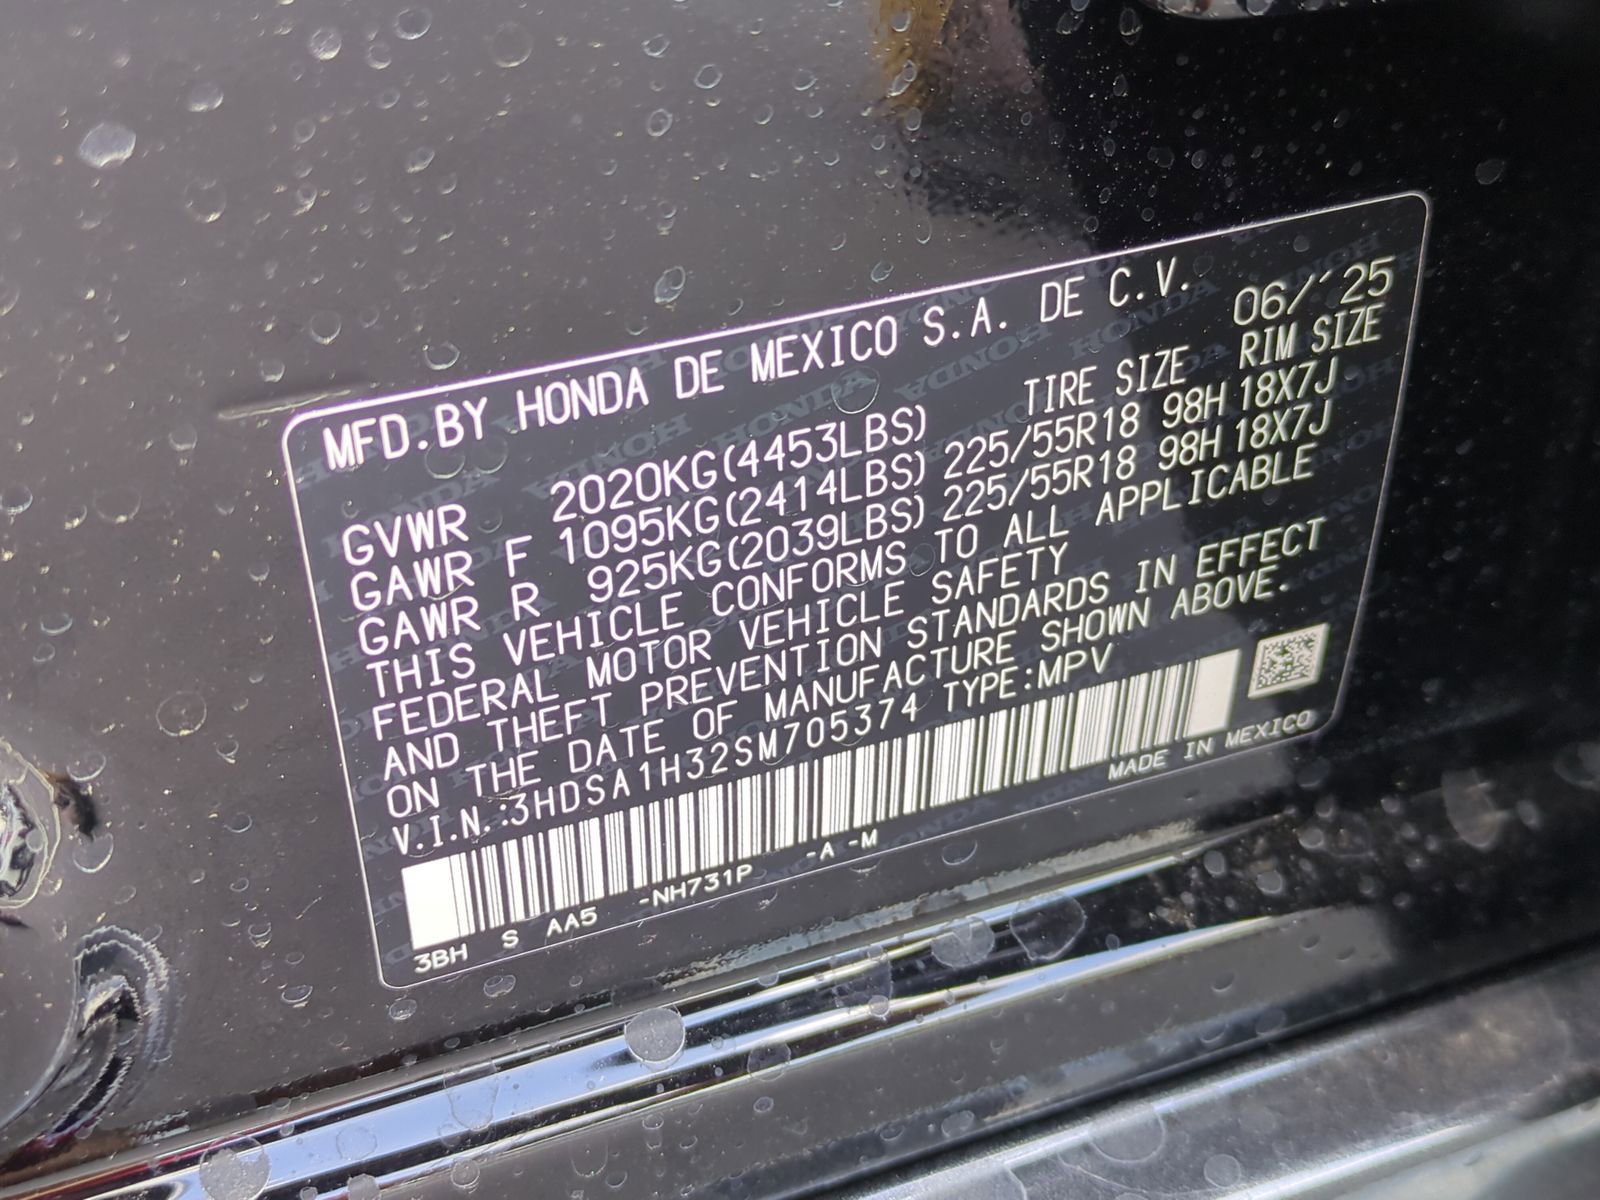 MFD.BY HONDA DE MEXICO S.A. DE C.V. 06/'25
GVWR 2020KG(4453LBS) TIRE SIZE RIM SIZE
GAWR F 1095KG(2414LBS) 225/55R18 98H 18X7J
GAWR R 925KG(2039LBS) 225/55R18 98H 18X7J
THIS VEHICLE CONFORMS TO ALL APPLICABLE
FEDERAL MOTOR VEHICLE SAFETY
AND THEFT PREVENTION STANDARDS IN EFFECT
ON THE DATE OF MANUFACTURE SHOWN ABOVE.
V.I.N.:3HDSA1H32SM705374 TYPE:MPV
MADE IN MEXICO
3BH S AA5 -NH731P -A -M